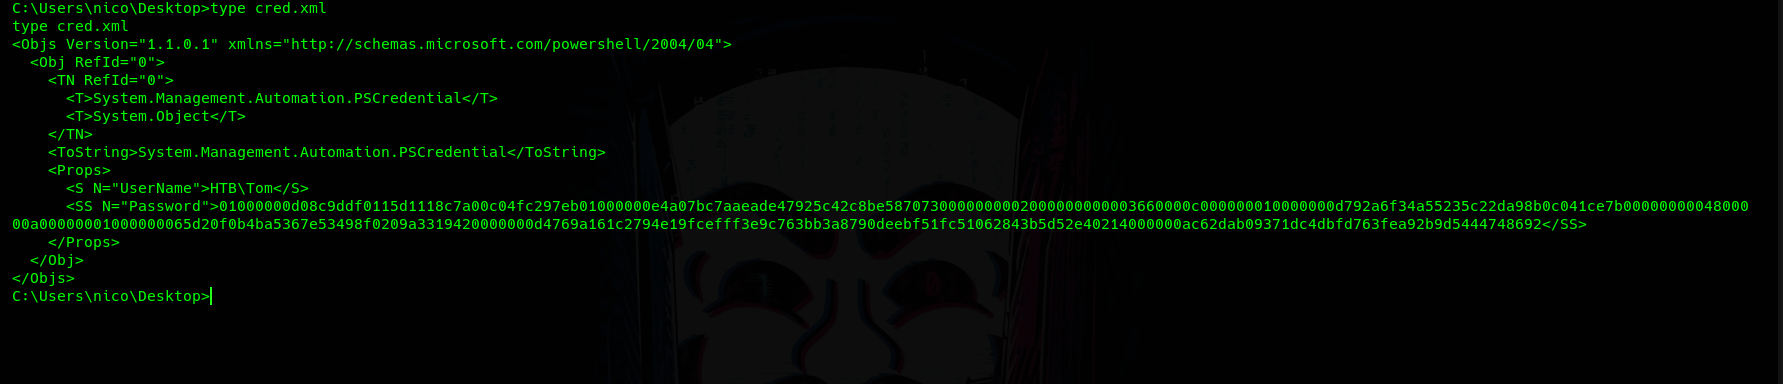 C:\Users\nico\Desktop>type cred.xml
type cred.xml
<Objs Version="1.1.0.1" xmlns="http://schemas.microsoft.com/powershell/2004/04">
  <Obj RefId="0">
    <TN RefId="0">
      <T>System.Management.Automation.PSCredential</T>
      <T>System.Object</T>
    </TN>
    <ToString>System.Management.Automation.PSCredential</ToString>
    <Props>
      <S N="UserName">HTB\Tom</S>
      <SS N="Password">01000000d08c9ddf0115d1118c7a00c04fc297eb01000000e4a07bc7aaeade47925c42c8be5870730000000002000000000003660000c000000010000000d792a6f34a55235c22da98b0c041ce7b0000000004800000
00a00000001000000065d20f0b4ba5367e53498f0209a3319420000000d4769a161c2794e19fcefff3e9c763bb3a8790deebf51fc51062843b5d52e40214000000ac62dab09371dc4dbfd763fea92b9d5444748692</SS>
    </Props>
  </Obj>
</Objs>
C:\Users\nico\Desktop>